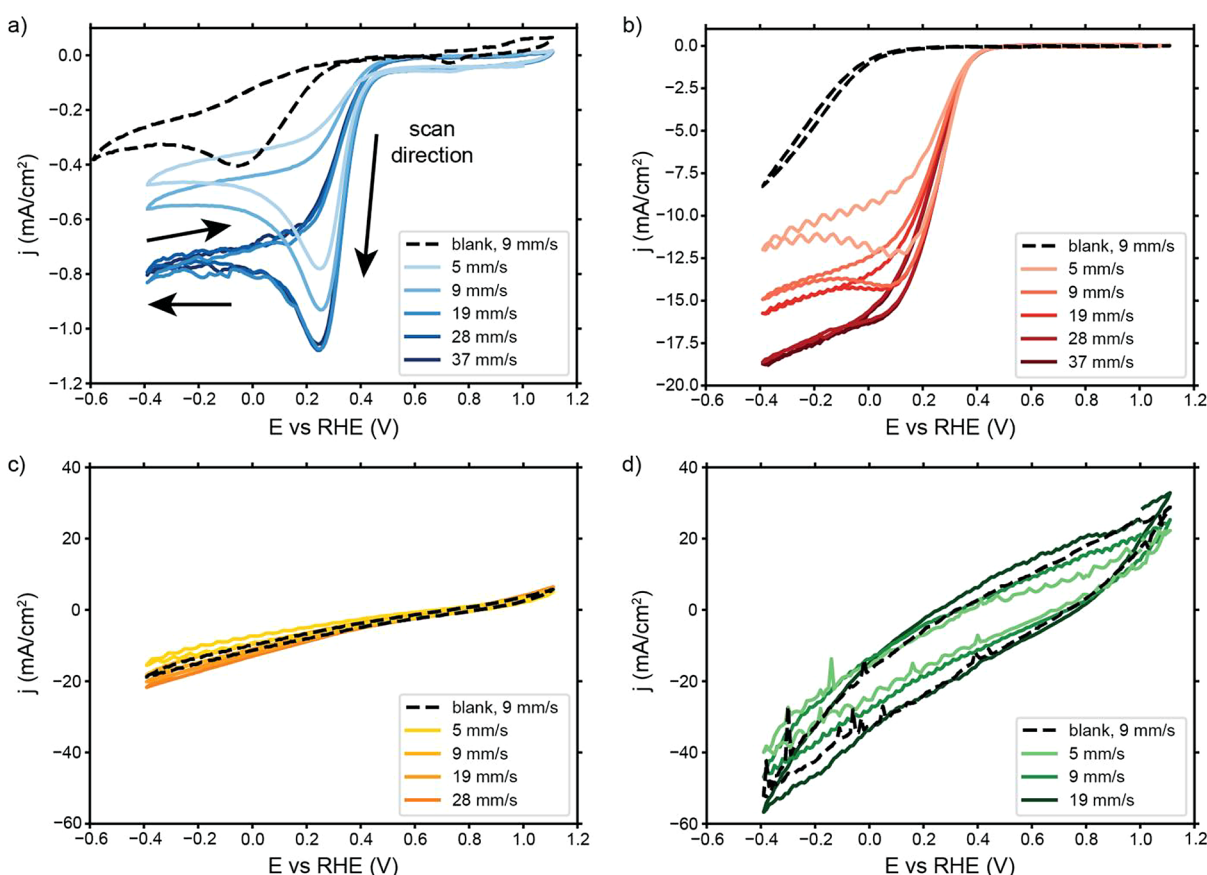 a)
0.0
−0.2
−0.4
−0.6
−0.8
−1.0
−1.2
j (mA/cm²)
scan
direction
blank, 9 mm/s
5 mm/s
9 mm/s
19 mm/s
28 mm/s
37 mm/s
−0.6 −0.4 −0.2 0.0 0.2 0.4 0.6 0.8 1.0 1.2
E vs RHE (V)
b)
0.0
−2.5
−5.0
−7.5
−10.0
−12.5
−15.0
−17.5
−20.0
j (mA/cm²)
blank, 9 mm/s
5 mm/s
9 mm/s
19 mm/s
28 mm/s
37 mm/s
−0.6 −0.4 −0.2 0.0 0.2 0.4 0.6 0.8 1.0 1.2
E vs RHE (V)
c)
40
20
0
−20
−40
−60
j (mA/cm²)
blank, 9 mm/s
5 mm/s
9 mm/s
19 mm/s
28 mm/s
−0.6 −0.4 −0.2 0.0 0.2 0.4 0.6 0.8 1.0 1.2
E vs RHE (V)
d)
40
20
0
−20
−40
−60
j (mA/cm²)
blank, 9 mm/s
5 mm/s
9 mm/s
19 mm/s
−0.6 −0.4 −0.2 0.0 0.2 0.4 0.6 0.8 1.0 1.2
E vs RHE (V)